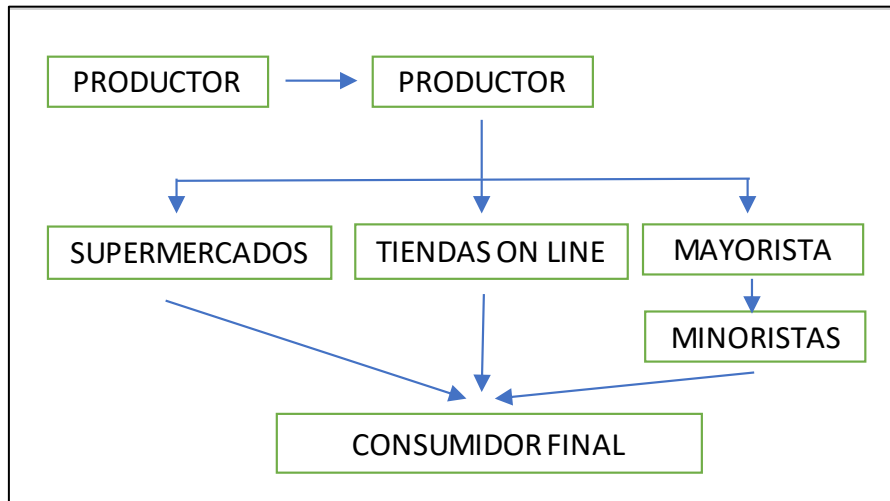 PRODUCTOR
PRODUCTOR
SUPERMERCADOS
TIENDAS ON LINE
MAYORISTA
MINORISTAS
CONSUMIDOR FINAL